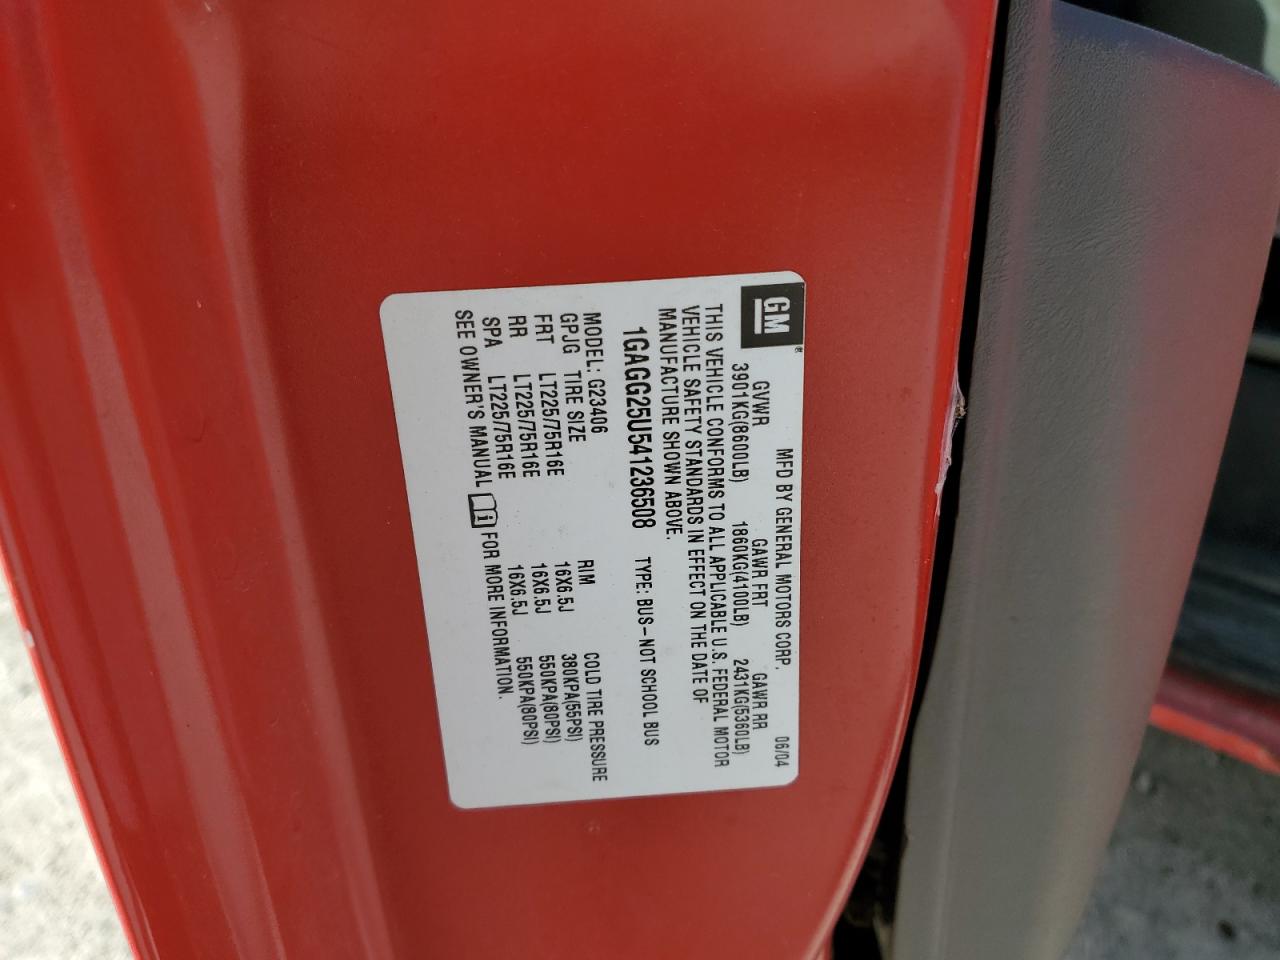 GM
MFD BY GENERAL MOTORS CORP. 06/04
GVWR GAWR FRT GAWR RR
3901KG(8600LB) 1860KG(4100LB) 2431KG(5360LB)
THIS VEHICLE CONFORMS TO ALL APPLICABLE U.S. FEDERAL MOTOR
VEHICLE SAFETY STANDARDS IN EFFECT ON THE DATE OF
MANUFACTURE SHOWN ABOVE.
1GAGG25U541236508 TYPE: BUS-NOT SCHOOL BUS
MODEL: G23406
GPJG TIRE SIZE RIM COLD TIRE PRESSURE
FRT LT225/75R16E 16X6.5J 380KPA(55PSI)
RR LT225/75R16E 16X6.5J 550KPA(80PSI)
SPA LT225/75R16E 16X6.5J 550KPA(80PSI)
SEE OWNER'S MANUAL FOR MORE INFORMATION.